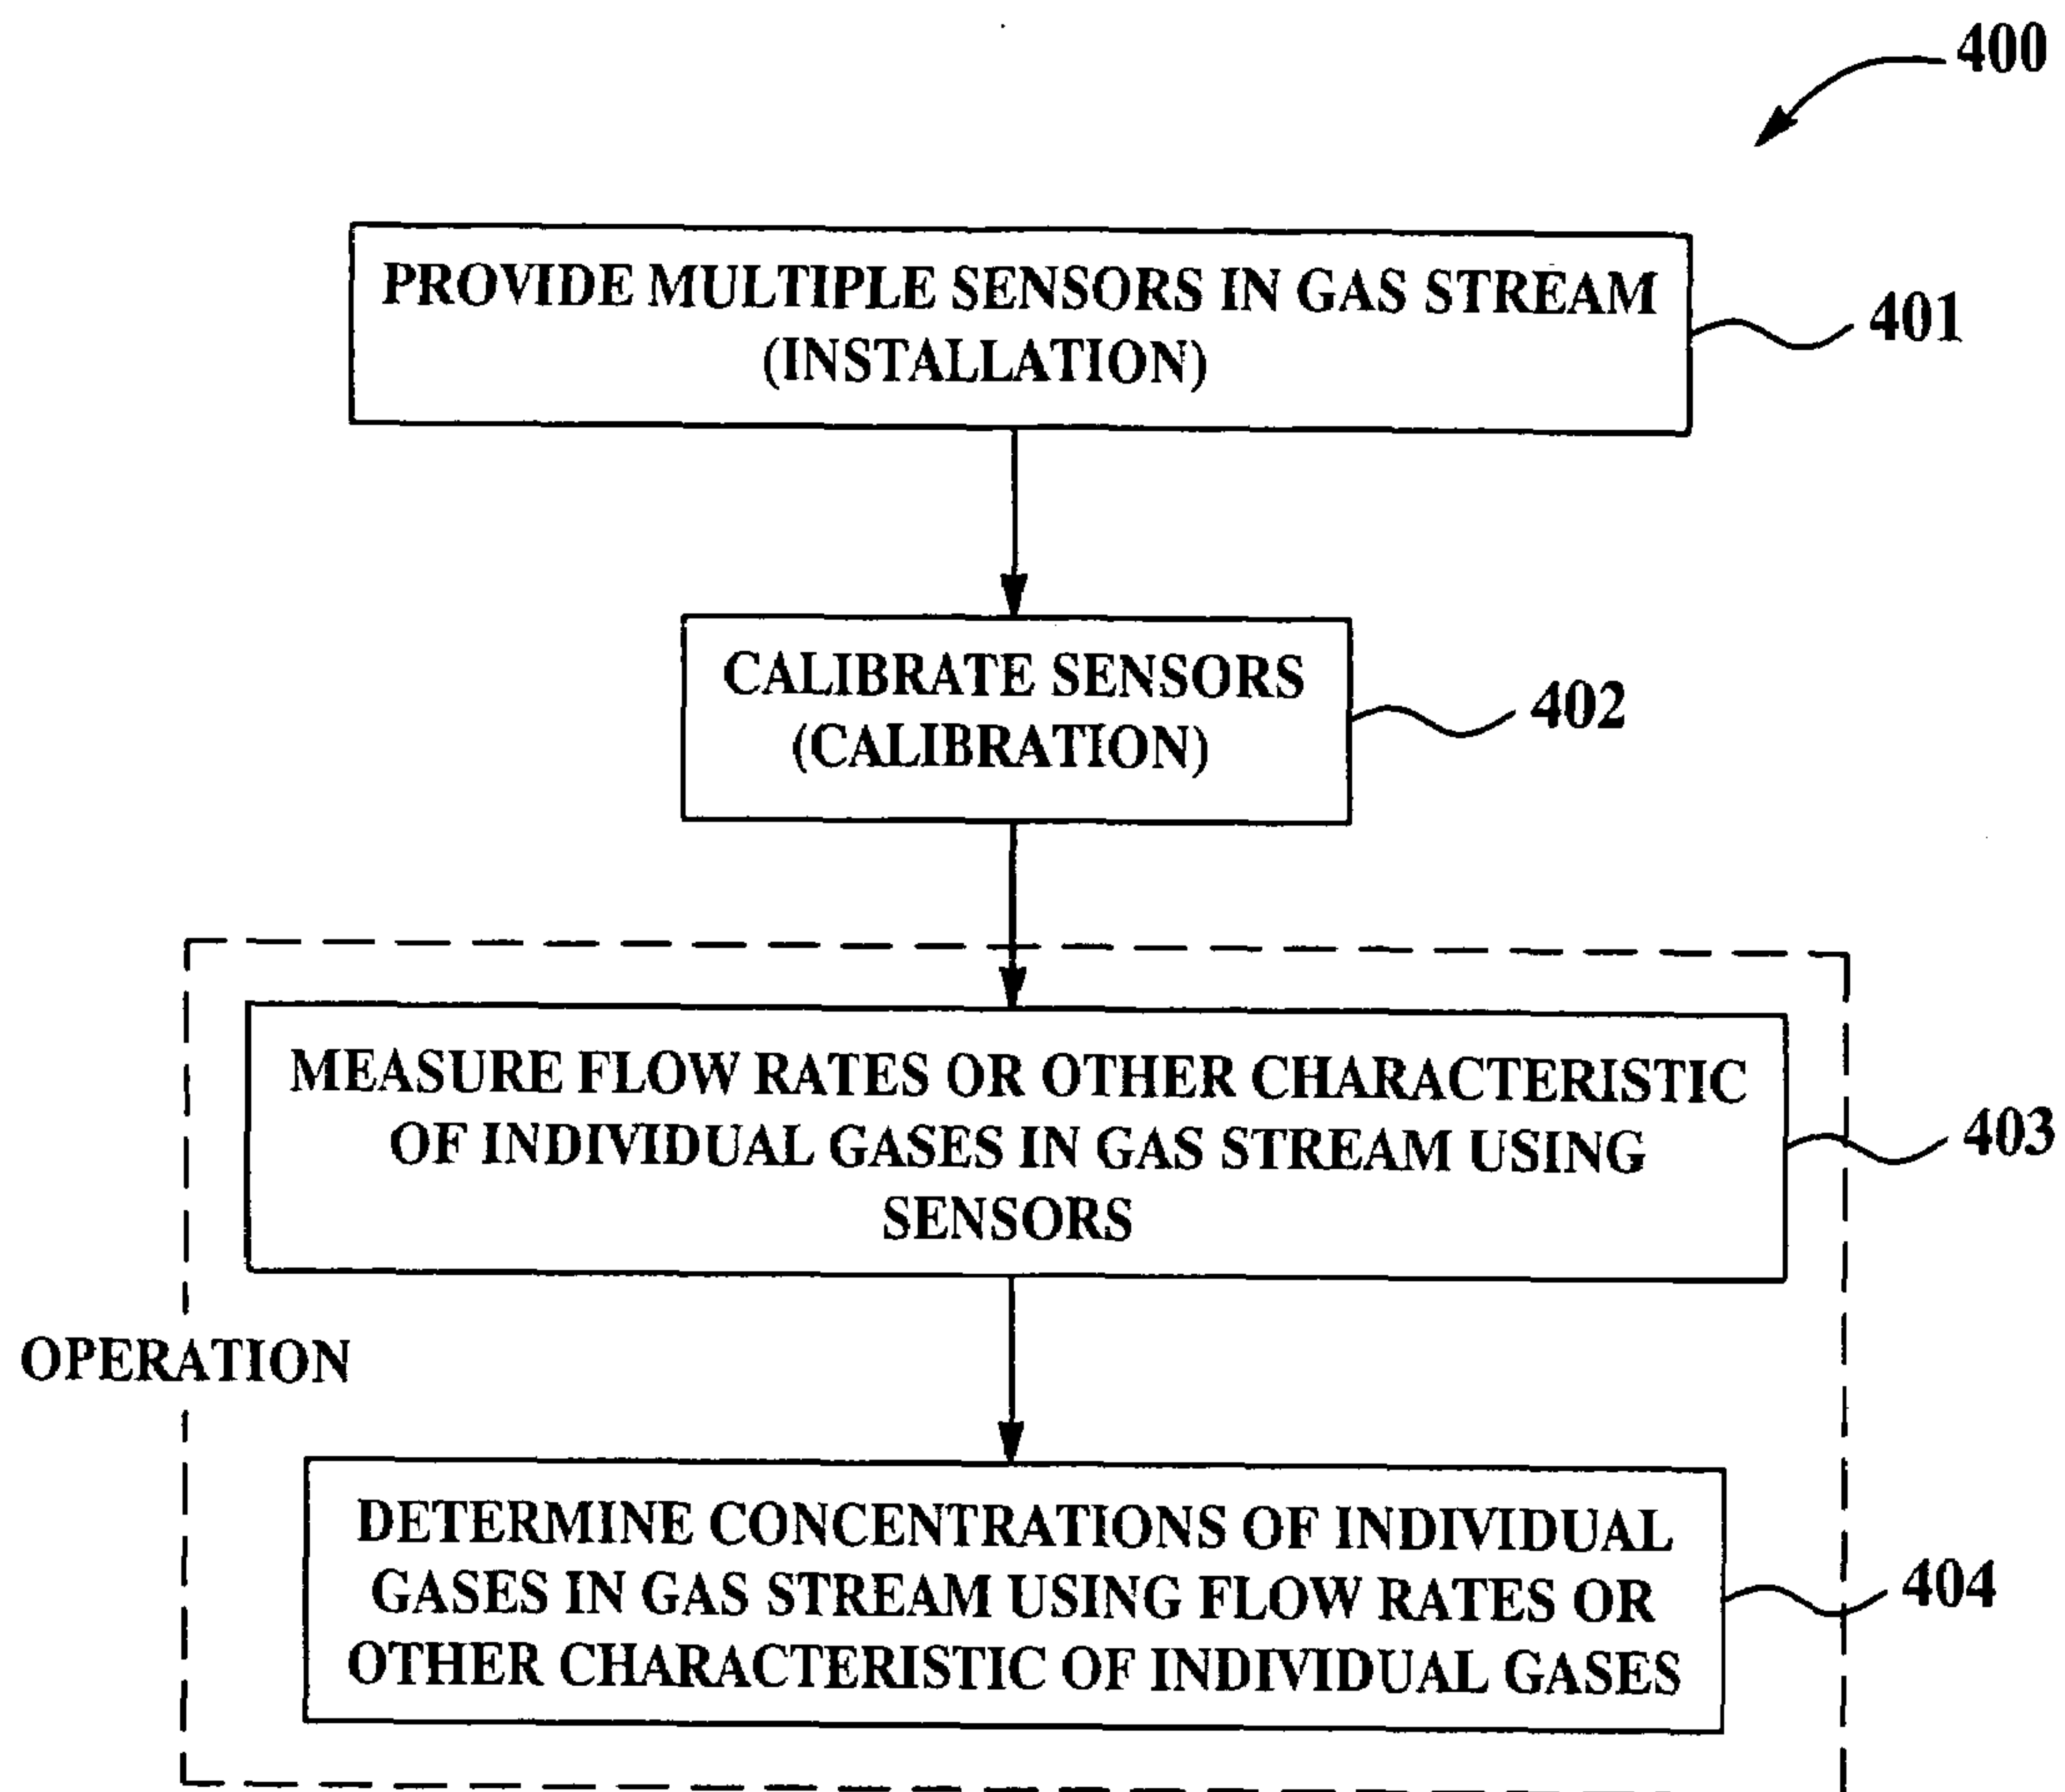 400
PROVIDE MULTIPLE SENSORS IN GAS STREAM
(INSTALLATION)
401
CALIBRATE SENSORS
(CALIBRATION)
402
MEASURE FLOW RATES OR OTHER CHARACTERISTIC
OF INDIVIDUAL GASES IN GAS STREAM USING
SENSORS
403
OPERATION
DETERMINE CONCENTRATIONS OF INDIVIDUAL
GASES IN GAS STREAM USING FLOW RATES OR
OTHER CHARACTERISTIC OF INDIVIDUAL GASES
404